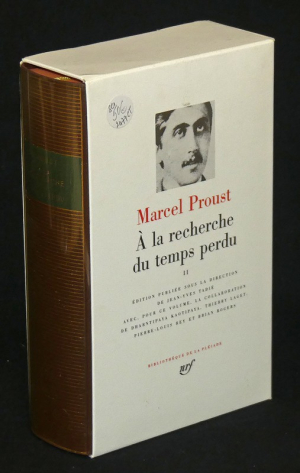 Marcel Proust
À la recherche
du temps perdu
II
ÉDITION PUBLIÉE SOUS LA DIRECTION
DE JEAN-YVES TADIÉ
AVEC, POUR CE VOLUME, LA COLLABORATION
DE DHARNTIPAYA KAOTIPAYA, THIERRY LAGET,
PIERRE-LOUIS REY ET BRIAN ROGERS
BIBLIOTHÈQUE DE LA PLÉIADE
nrf